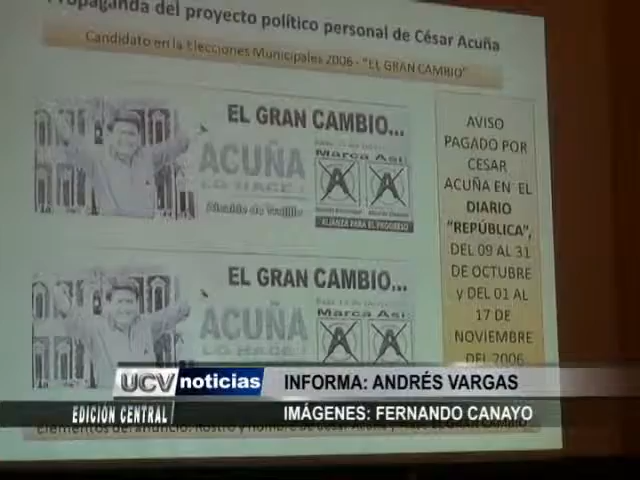 Propaganda del proyecto político personal de César Acuña
Candidato en la Elecciones Municipales 2006 - "EL GRAN CAMBIO"
EL GRAN CAMBIO...
ACUÑA
LO HACE!
Alcalde de Trujillo
Marca Así:
ALIANZA PARA EL PROGRESO
EL GRAN CAMBIO...
ACUÑA
LO HACE!
Marca Así:
AVISO
PAGADO POR
CESAR
ACUÑA EN EL
DIARIO
"REPÚBLICA",
DEL 09 AL 31
DE OCTUBRE
y DEL 01 AL
17 DE
NOVIEMBRE
DEL 2006
UCV noticias
INFORMA: ANDRÉS VARGAS
EDICIÓN CENTRAL
IMÁGENES: FERNANDO CANAYO